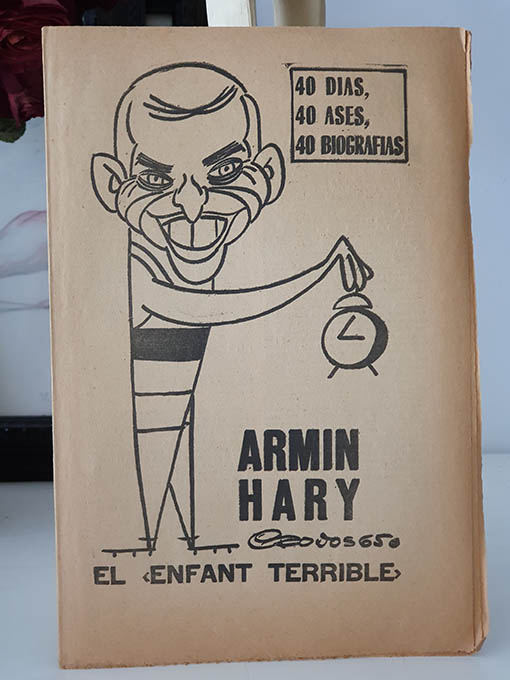 40 DIAS,
40 ASES,
40 BIOGRAFIAS
ARMIN
HARY
EL «ENFANT TERRIBLE»